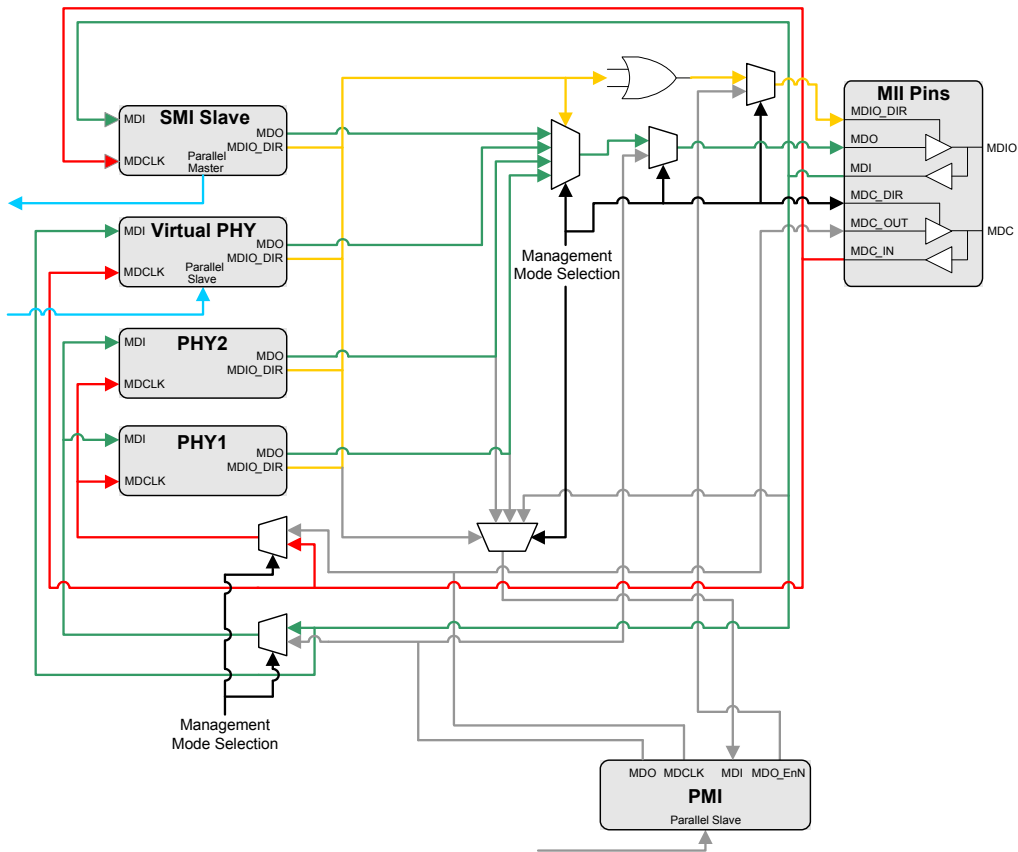 MII Pins
MDIO_DIR
MDO
MDI
MDC_DIR
MDC_OUT
MDC_IN
MDIO
MDC
SMI Slave
MDI
MDO
MDIO_DIR
MDCLK
Parallel
Master
Virtual PHY
MDI
MDO
MDIO_DIR
MDCLK
Parallel
Slave
Management
Mode Selection
PHY2
MDI
MDO
MDIO_DIR
MDCLK
PHY1
MDI
MDO
MDIO_DIR
MDCLK
Management
Mode Selection
MDO MDCLK MDI MDO_EnN
PMI
Parallel Slave